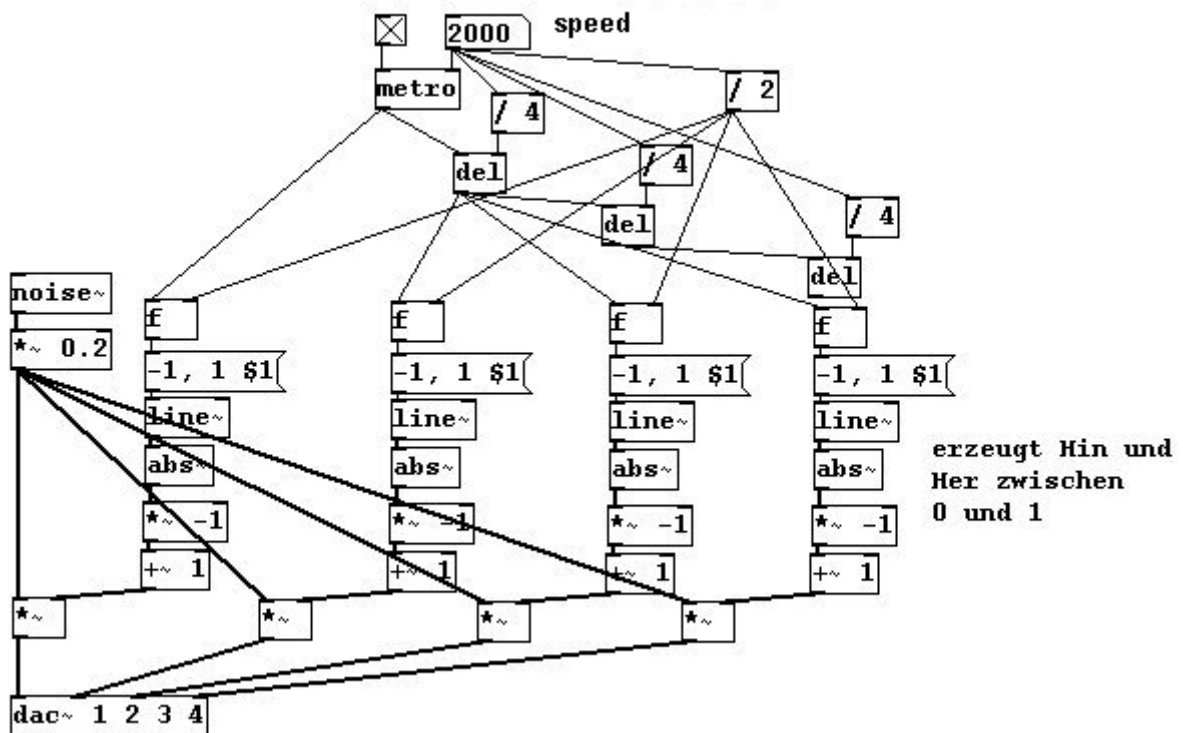 2000 speed
metro
/ 2
/ 4
del
/ 4
del
/ 4
del
noise~
*~ 0.2
f
f
f
f
-1, 1 $1
-1, 1 $1
-1, 1 $1
-1, 1 $1
line~
line~
line~
line~
abs~
abs~
abs~
abs~
erzeugt Hin und
Her zwischen
0 und 1
*~ -1
*~ -1
*~ -1
*~ -1
+~ 1
+~ 1
+~ 1
+~ 1
*~
*~
*~
*~
dac~ 1 2 3 4